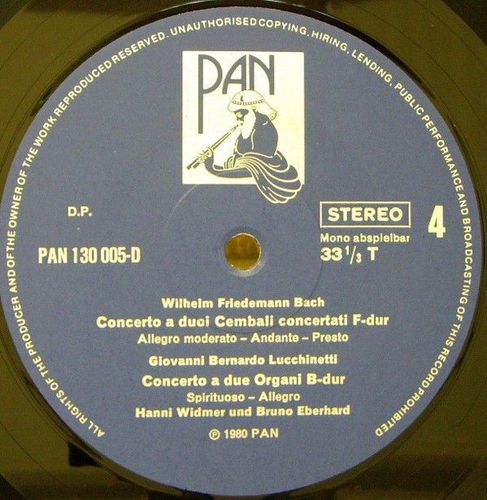 ALL RIGHTS OF THE PRODUCER AND OF THE OWNER OF THE WORK REPRODUCED RESERVED. UNAUTHORISED COPYING, HIRING, LENDING, PUBLIC PERFORMANCE AND BROADCASTING OF THIS RECORD PROHIBITED
PAN
D.P.
STEREO
4
Mono abspielbar
PAN 130 005-D
33 1/3 T
Wilhelm Friedemann Bach
Concerto a duoi Cembali concertati F-dur
Allegro moderato – Andante – Presto
Giovanni Bernardo Lucchinetti
Concerto a due Organi B-dur
Spirituoso – Allegro
Hanni Widmer und Bruno Eberhard
℗ 1980 PAN